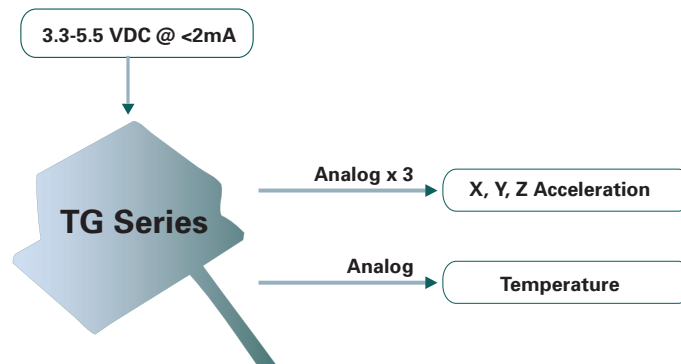 3.3-5.5 VDC @ <2mA
TG Series
Analog x 3
X, Y, Z Acceleration
Analog
Temperature